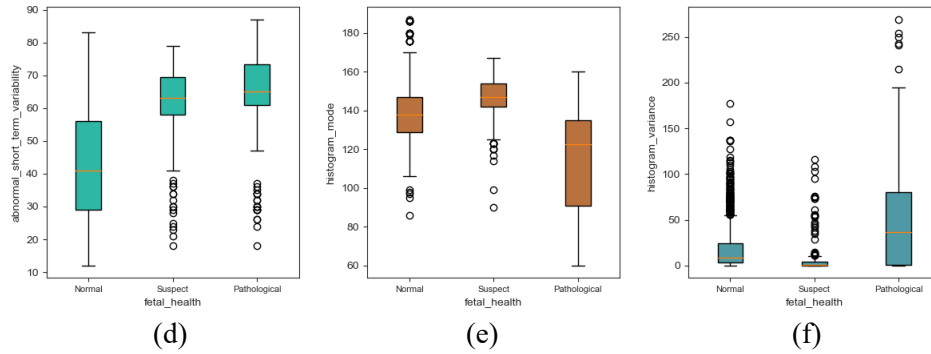 90
80
70
60
50
40
30
20
10
abnormal_short_term_variability
Normal
Suspect
Pathological
fetal_health
(d)
180
160
140
120
100
80
60
histogram_mode
Normal
Suspect
Pathological
fetal_health
(e)
250
200
150
100
50
0
histogram_variance
Normal
Suspect
Pathological
fetal_health
(f)